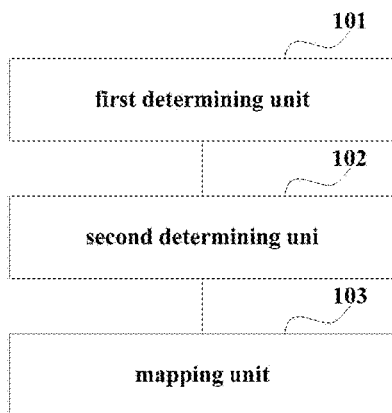 101
first determining unit
102
second determining uni
103
mapping unit